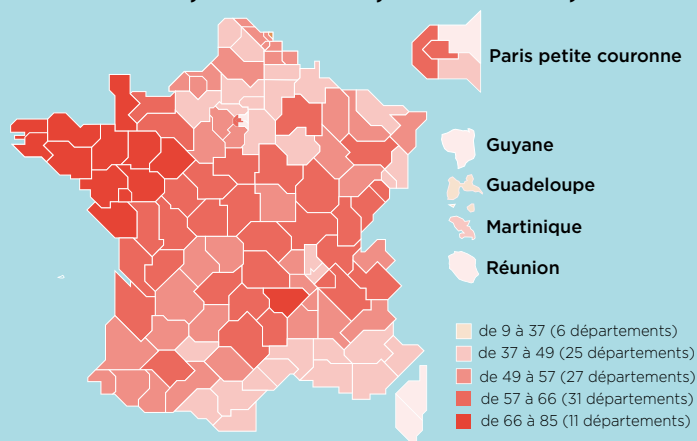 Paris petite couronne
Guyane
Guadeloupe
Martinique
Réunion
de 9 à 37 (6 départements)
de 37 à 49 (25 départements)
de 49 à 57 (27 départements)
de 57 à 66 (31 départements)
de 66 à 85 (11 départements)